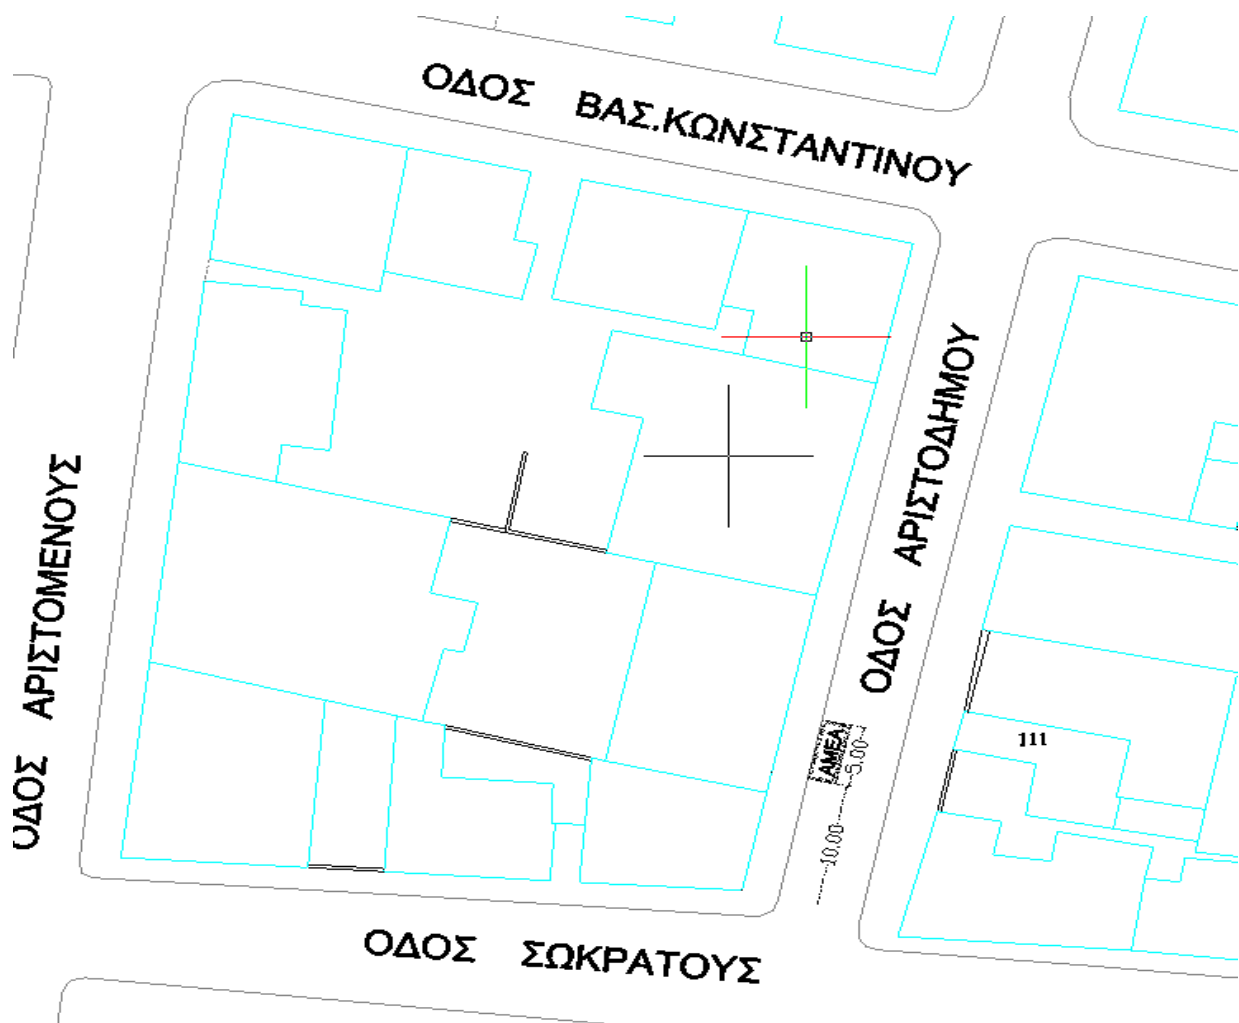 ΟΔΟΣ ΒΑΣ.ΚΩΝΣΤΑΝΤΙΝΟΥ
ΟΔΟΣ ΑΡΙΣΤΟΔΗΜΟΥ
ΟΔΟΣ ΑΡΙΣΤΟΜΕΝΟΥΣ
111
ΑΜΕΑ
5.00
10.00
ΟΔΟΣ ΣΩΚΡΑΤΟΥΣ